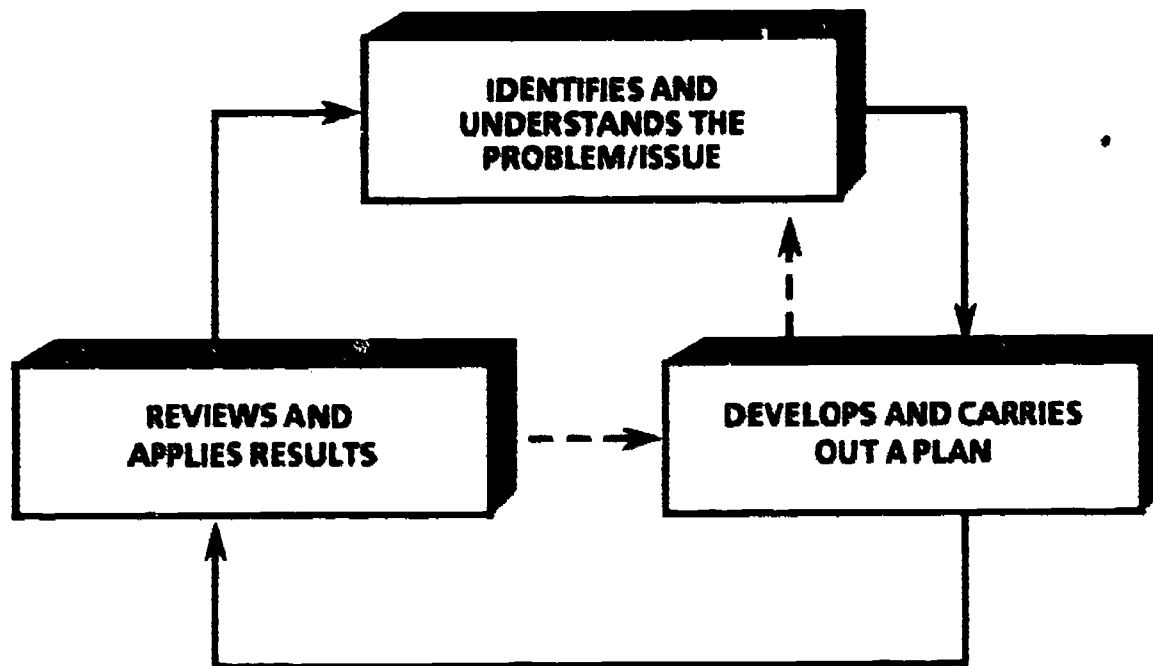 IDENTIFIES AND
UNDERSTANDS THE
PROBLEM/ISSUE
REVIEWS AND
APPLIES RESULTS
DEVELOPS AND CARRIES
OUT A PLAN